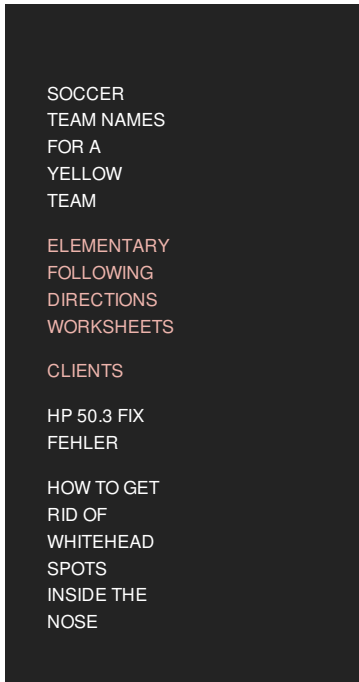 SOCCER
TEAM NAMES
FOR A
YELLOW
TEAM
ELEMENTARY
FOLLOWING
DIRECTIONS
WORKSHEETS
CLIENTS
HP 50.3 FIX
FEHLER
HOW TO GET
RID OF
WHITEHEAD
SPOTS
INSIDE THE
NOSE